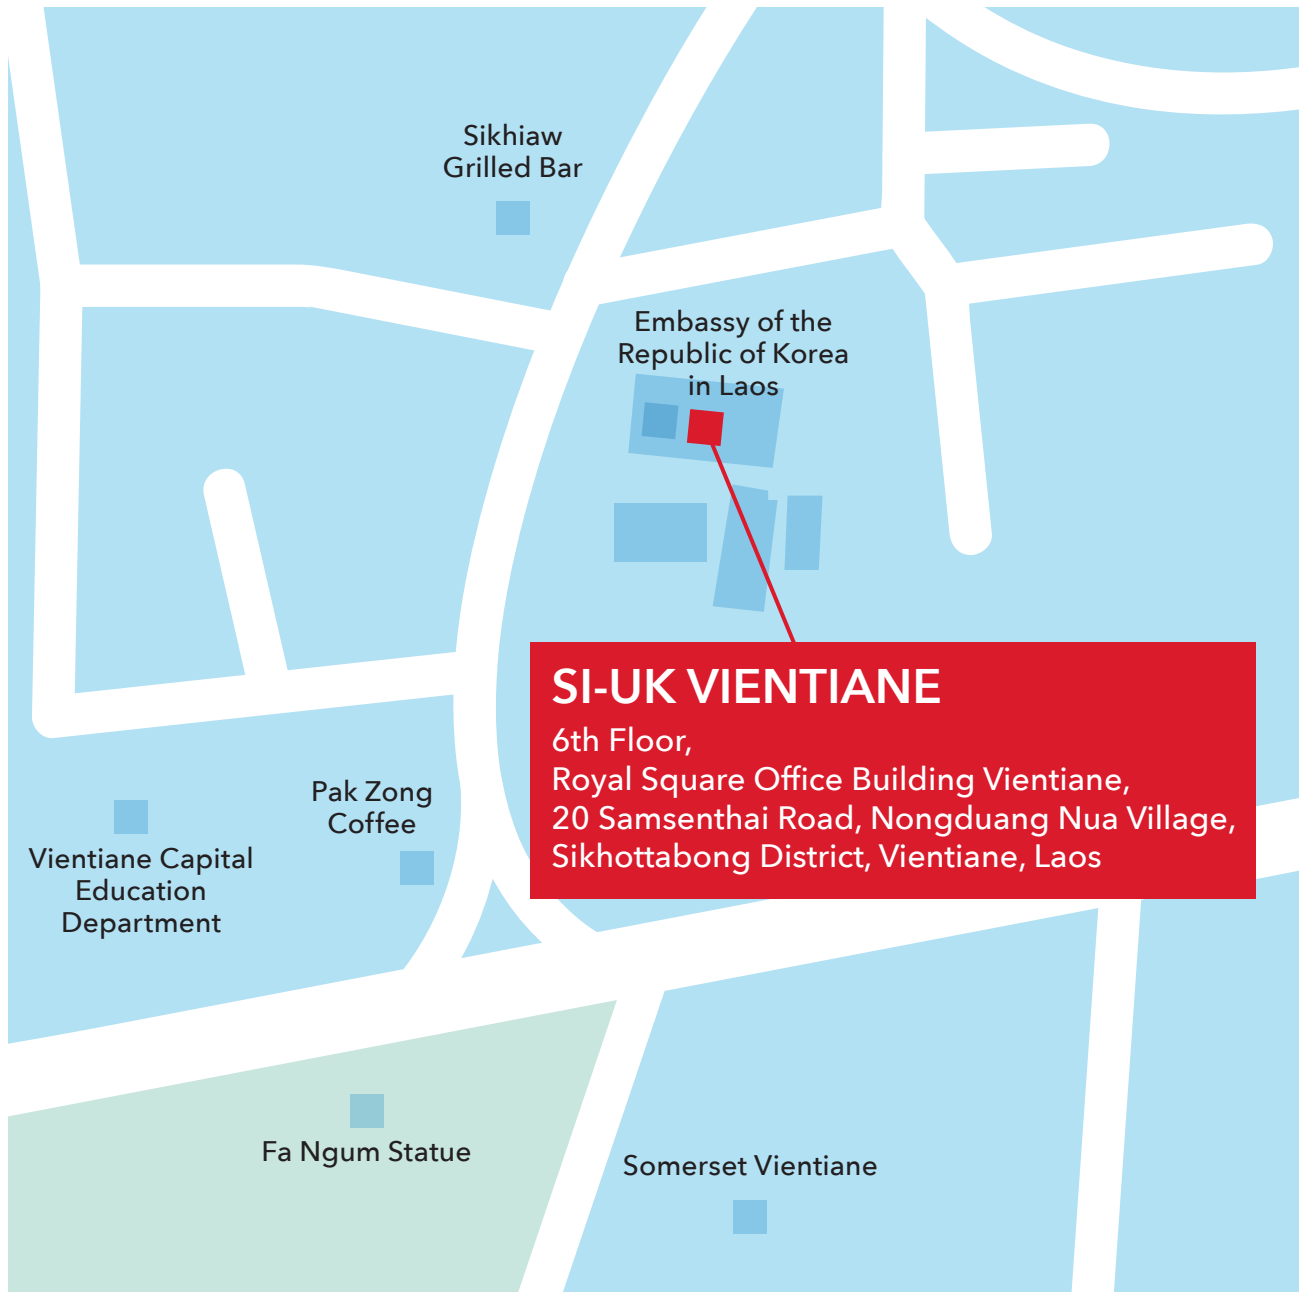 Sikhiaw
Grilled Bar
Embassy of the
Republic of Korea
in Laos
SI-UK VIENTIANE
6th Floor,
Royal Square Office Building Vientiane,
20 Samsenthai Road, Nongduang Nua Village,
Sikhottabong District, Vientiane, Laos
Pak Zong
Coffee
Vientiane Capital
Education
Department
Fa Ngum Statue
Somerset Vientiane